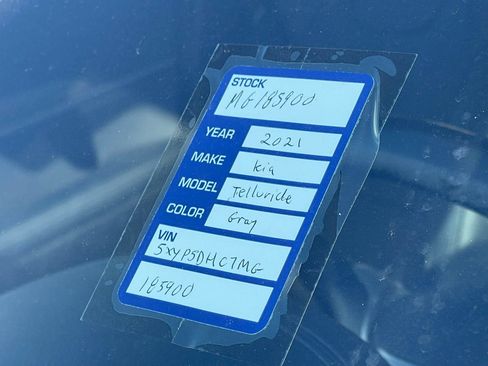 STOCK
MG185900
YEAR 2021
MAKE Kia
MODEL Telluride
COLOR Gray
VIN
5XYP5DHC7MG
185900